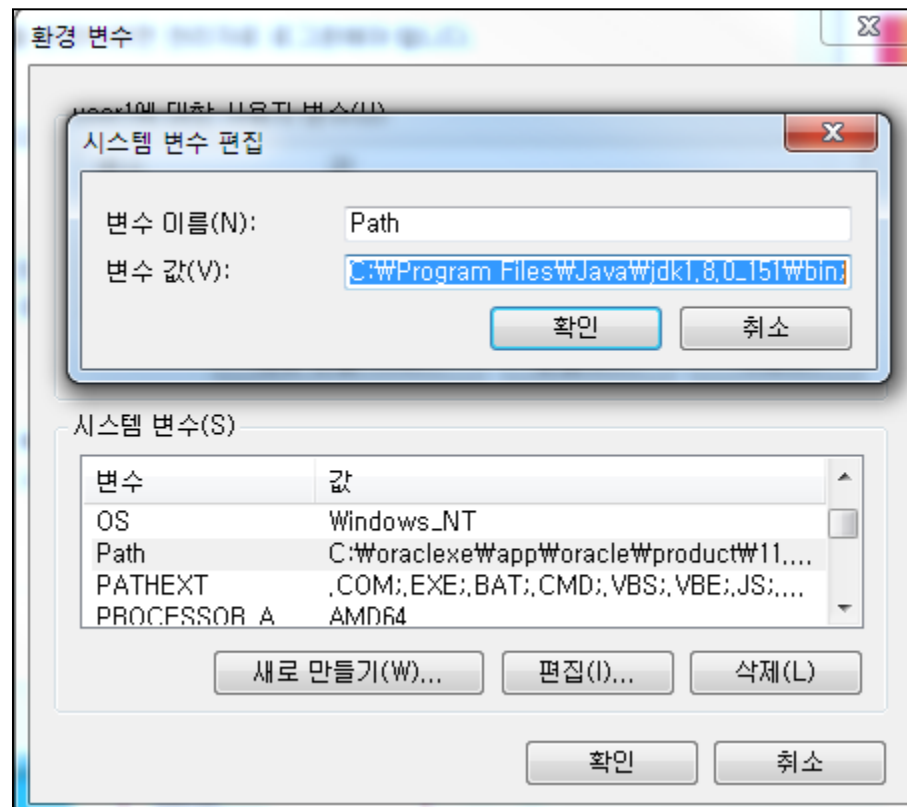 환경 변수
시스템 변수 편집
변수 이름(N):
Path
변수 값(V):
C:₩Program Files₩Java₩jdk1.8.0_151₩bin;
확인
취소
시스템 변수(S)
변수 값
OS Windows_NT
Path C:₩oraclexe₩app₩oracle₩product₩11....
PATHEXT .COM;.EXE;.BAT;.CMD;.VBS;.VBE;.JS;....
PROCESSOR_A AMD64
새로 만들기(W)...
편집(I)...
삭제(L)
확인
취소